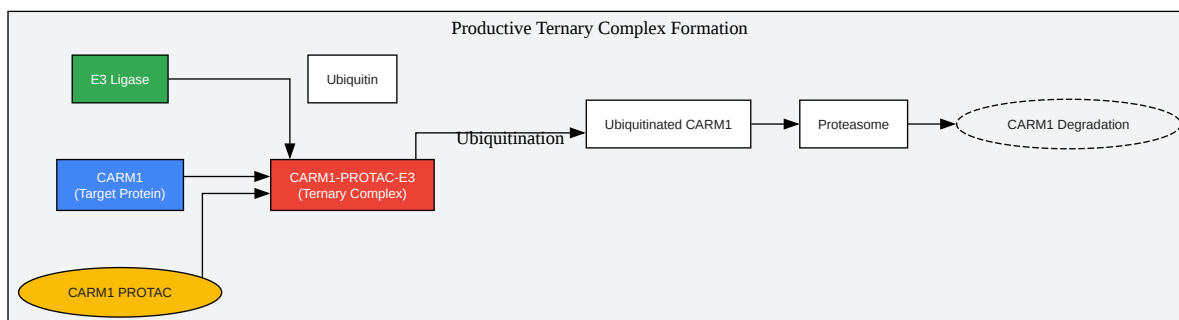 Productive Ternary Complex Formation
E3 Ligase
Ubiquitin
Ubiquitination
Ubiquitinated CARM1
Proteasome
CARM1 Degradation
CARM1
(Target Protein)
CARM1-PROTAC-E3
(Ternary Complex)
CARM1 PROTAC